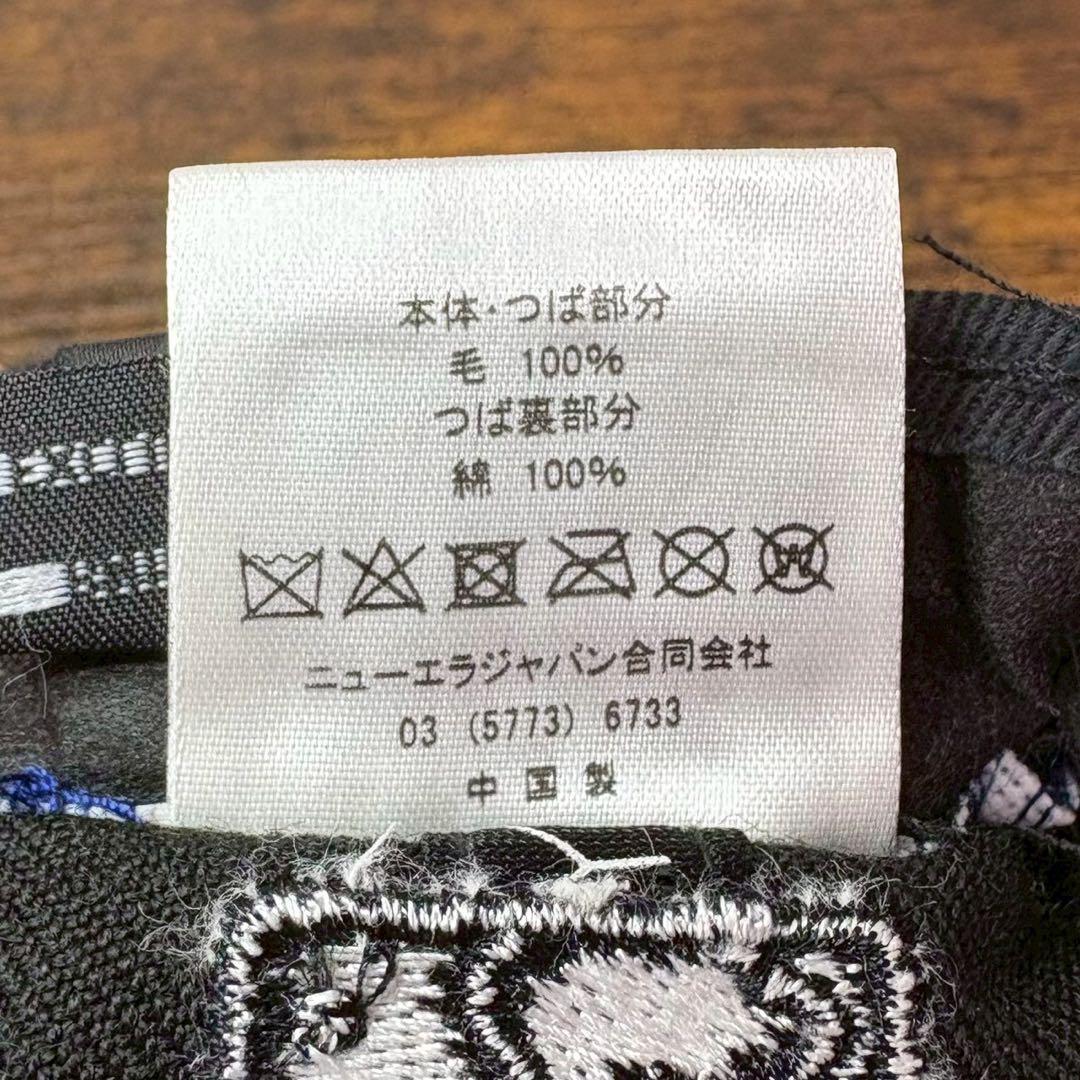 本体・つば部分
毛 100%
つば裏部分
綿 100%
ニューエラジャパン合同会社
03 (5773) 6733
中国製